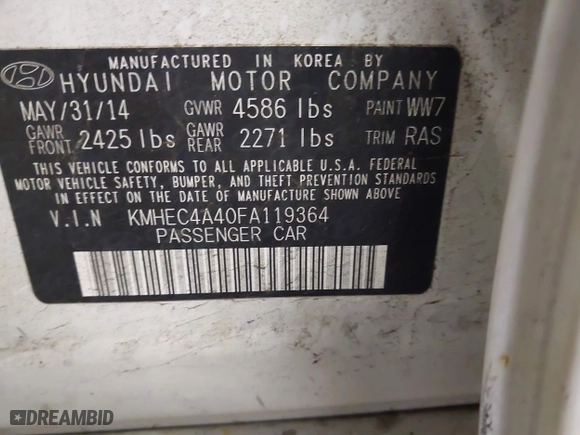 MANUFACTURED IN KOREA BY
HYUNDAI MOTOR COMPANY
MAY/31/14 GVWR 4586 lbs PAINT WW7
GAWR FRONT 2425 lbs GAWR REAR 2271 lbs TRIM RAS
THIS VEHICLE CONFORMS TO ALL APPLICABLE U.S.A. FEDERAL
MOTOR VEHICLE SAFETY, BUMPER, AND THEFT PREVENTION STANDARDS
IN EFFECT ON THE DATE OF MANUFACTURE SHOWN ABOVE.
V.I.N KMHEC4A40FA119364
PASSENGER CAR
DREAMBID